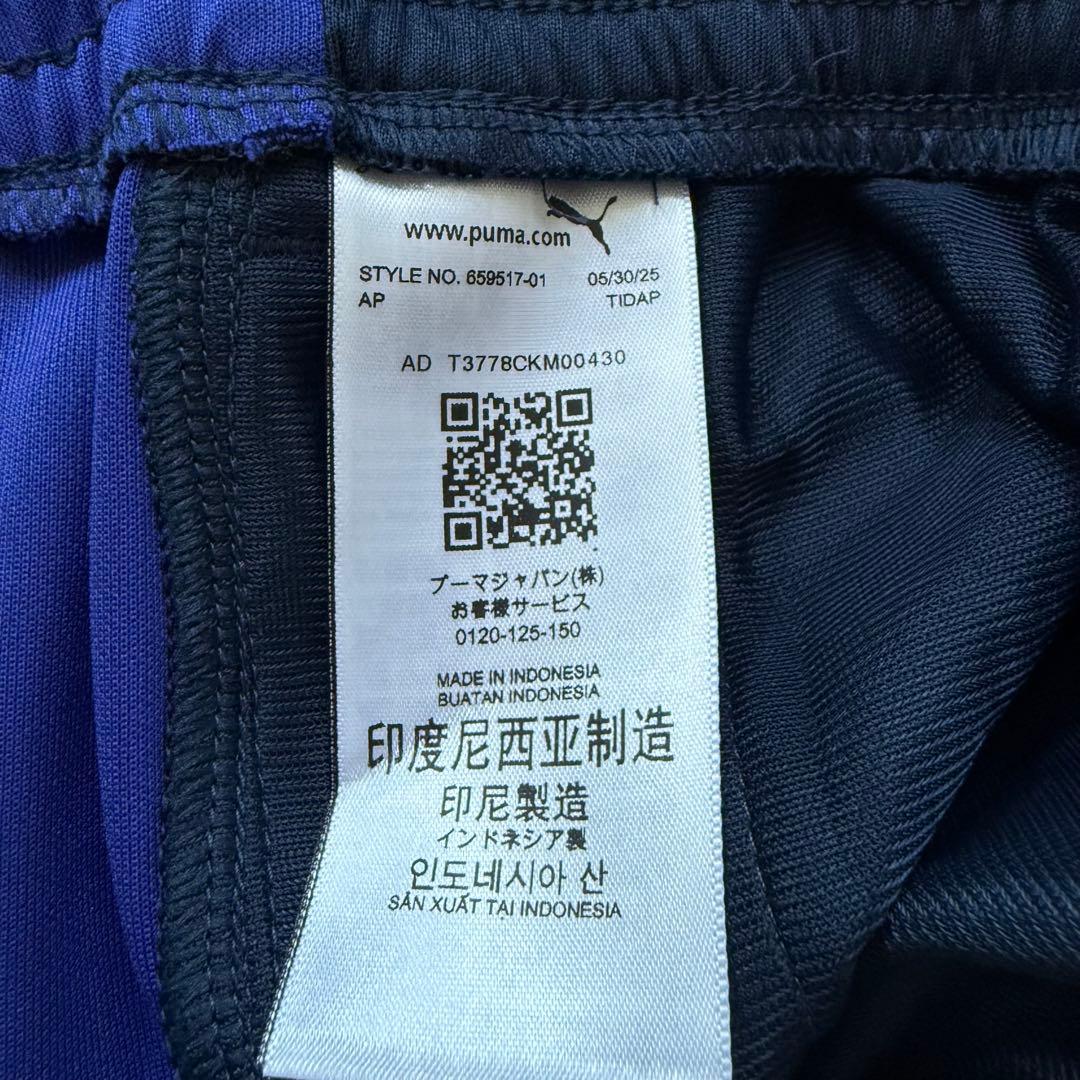 www.puma.com
STYLE NO. 659517-01 05/30/25
AP TIDAP
AD T3778CKM00430
プーマジャパン(株)
お客様サービス
0120-125-150
MADE IN INDONESIA
BUATAN INDONESIA
印度尼西亚制造
印尼製造
インドネシア製
인도네시아 산
SẢN XUẤT TẠI INDONESIA